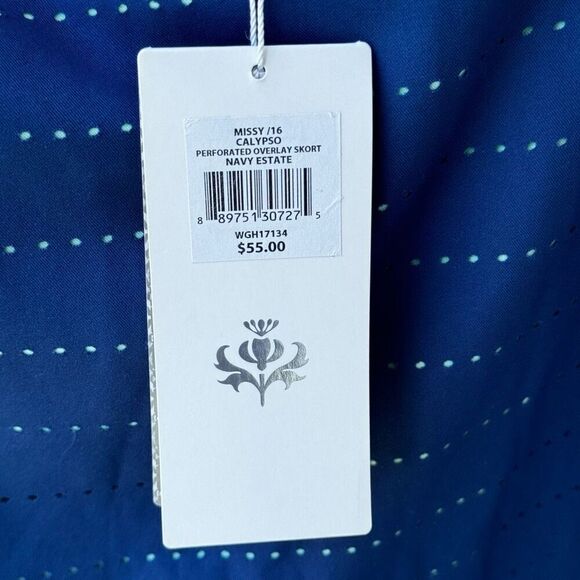 MISSY /16
CALYPSO
PERFORATED OVERLAY SKORT
NAVY ESTATE
8 89751 30727 5
WGH17134
$55.00